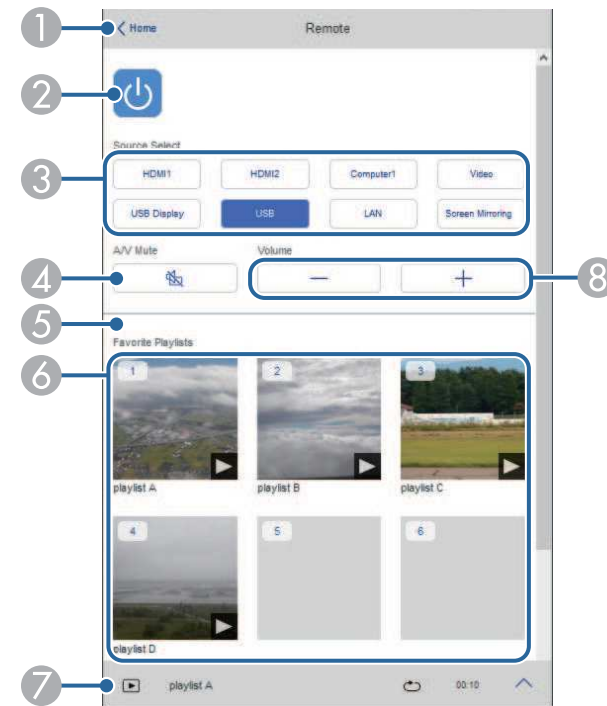 1 Home Remote
2
Source Select
3 HDMI1 HDMI2 Computer1 Video
USB Display USB LAN Screen Mirroring
A/V Mute Volume
4 − + 8
5
Favorite Playlists
6
1 2 3
playlist A playlist B playlist C
4 5 6
playlist D
7 playlist A 00:10